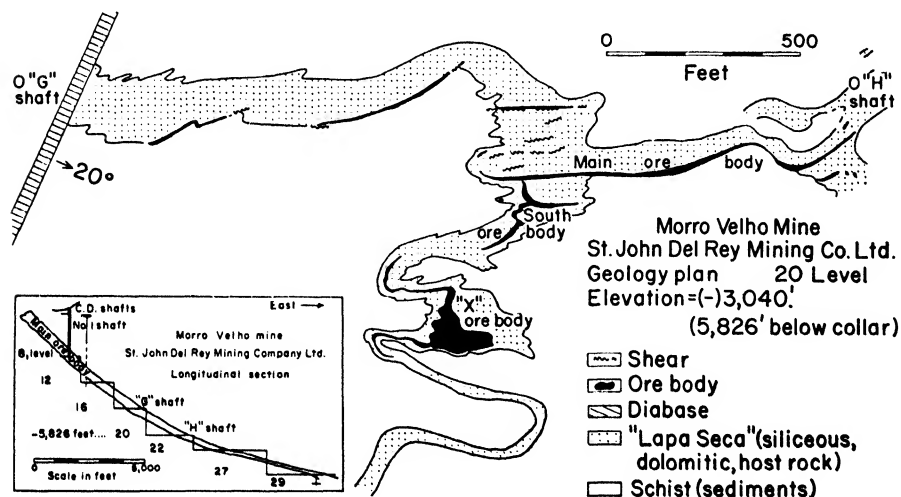 0
500
Feet
O"G"
shaft
O"H"
shaft
20°
Main ore body
South
ore body
"X"
ore body
Morro Velho Mine
St. John Del Rey Mining Co. Ltd.
Geology plan 20 Level
Elevation=(-)3,040'.
(5,826' below collar)
Shear
Ore body
Diabase
"Lapa Seca" (siliceous,
dolomitic, host rock)
Schist (sediments)
East
C.D. shafts
No.1 shaft
Main ore body
Morro Velho mine
St. John Del Rey Mining Company Ltd.
Longitudinal section
8, level
12
16
"G" shaft
-5,826 feet.... 20
"H" shaft
22
27
29
0
Scale in feet